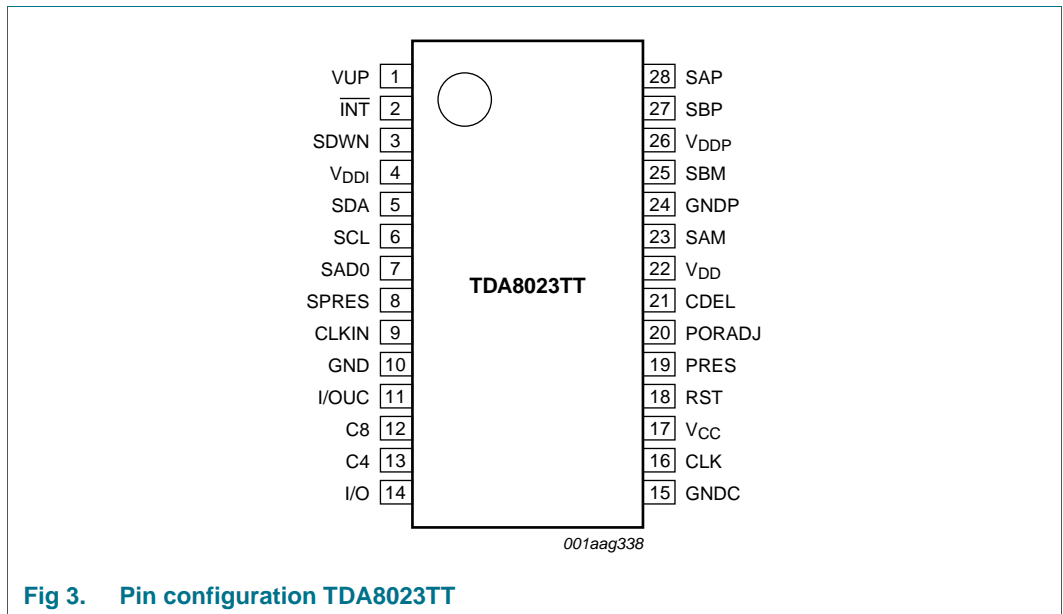 VUP 1
INT 2
SDWN 3
VDDI 4
SDA 5
SCL 6
SAD0 7
SPRES 8
CLKIN 9
GND 10
I/OUC 11
C8 12
C4 13
I/O 14
TDA8023TT
28 SAP
27 SBP
26 VDDP
25 SBM
24 GNDP
23 SAM
22 VDD
21 CDEL
20 PORADJ
19 PRES
18 RST
17 VCC
16 CLK
15 GNDC
001aag338
Fig 3. Pin configuration TDA8023TT